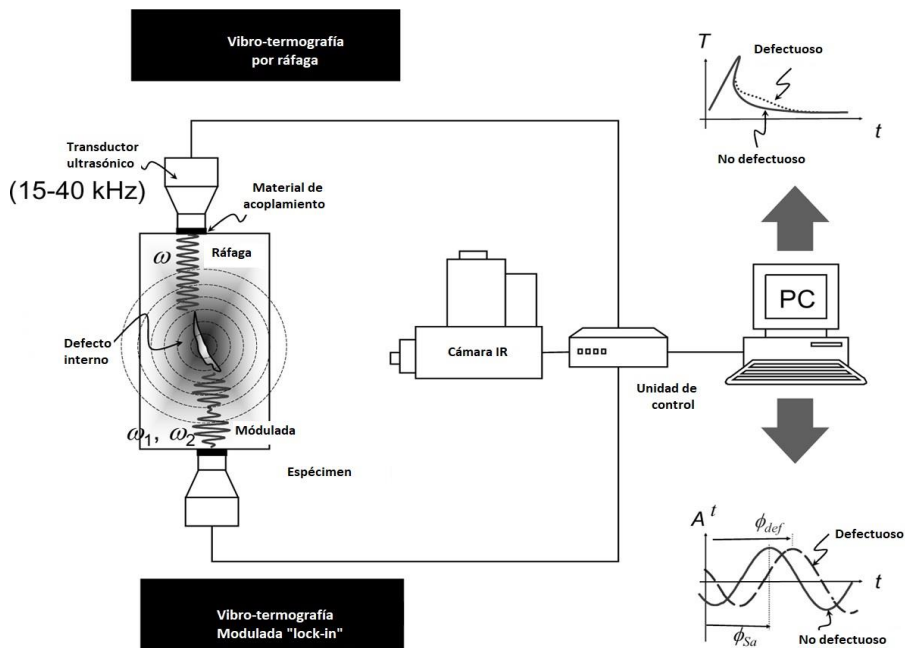 Vibro-termografía
por ráfaga
T
Defectuoso
t
No defectuoso
Transductor
ultrasónico
(15-40 kHz)
Material de
acoplamiento
ω
Ráfaga
Defecto
interno
Cámara IR
PC
Unidad de
control
ω1, ω2
Módulada
Espécimen
A
t
ϕdef
Defectuoso
t
ϕSa
No defectuoso
Vibro-termografía
Modulada "lock-in"